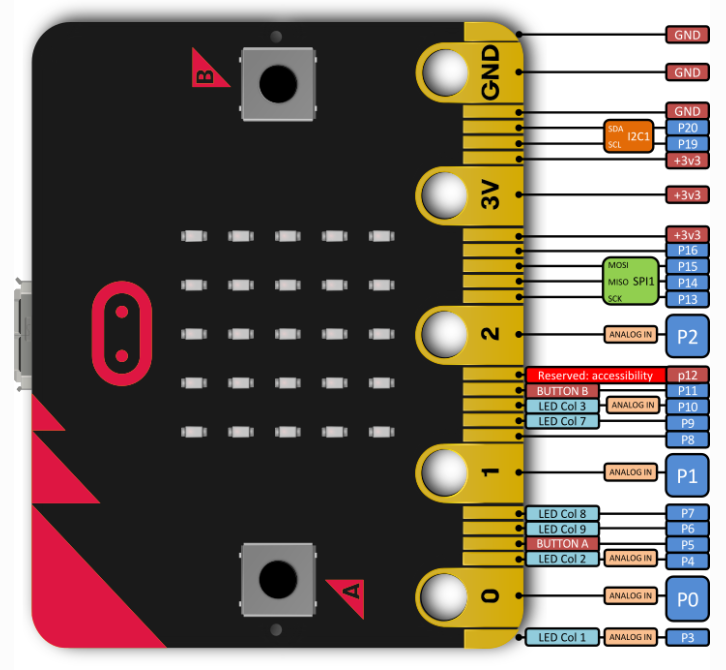 B
GND
GND
GND
GND
SDA
SCL
I2C1
P20
P19
+3v3
3V
+3v3
+3v3
P16
MOSI
MISO SPI1
SCK
P15
P14
P13
2
ANALOG IN
P2
Reserved: accessibility p12
BUTTON B P11
LED Col 3 ANALOG IN P10
LED Col 7 P9
P8
1
ANALOG IN
P1
LED Col 8 P7
LED Col 9 P6
BUTTON A P5
LED Col 2 ANALOG IN P4
A
0
ANALOG IN
P0
LED Col 1 ANALOG IN P3